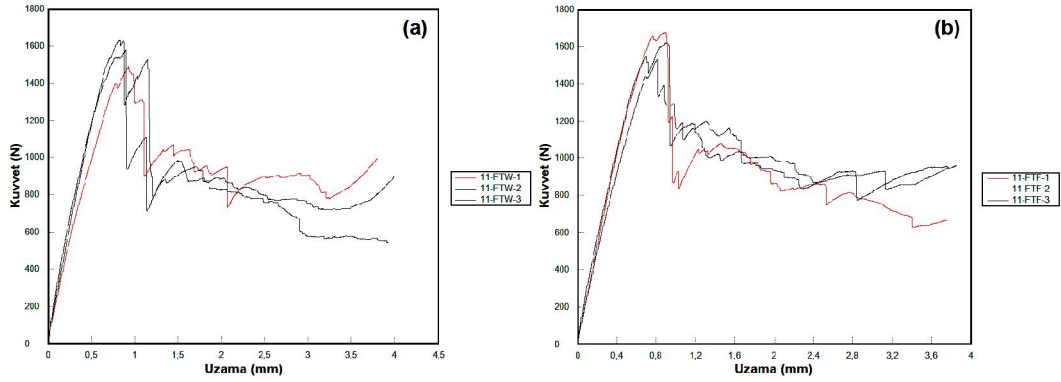 (a)
Kuvvet (N)
1800
1600
1400
1200
1000
800
600
400
200
0
0 0,5 1 1,5 2 2,5 3 3,5 4 4,5
Uzama (mm)
11-FTW-1
11-FTW-2
11-FTW-3
(b)
Kuvvet (N)
1800
1600
1400
1200
1000
800
600
400
200
0
0 0,4 0,8 1,2 1,6 2 2,4 2,8 3,2 3,6 4
Uzama (mm)
11-FTF-1
11 FTF 2
11-FTF-3